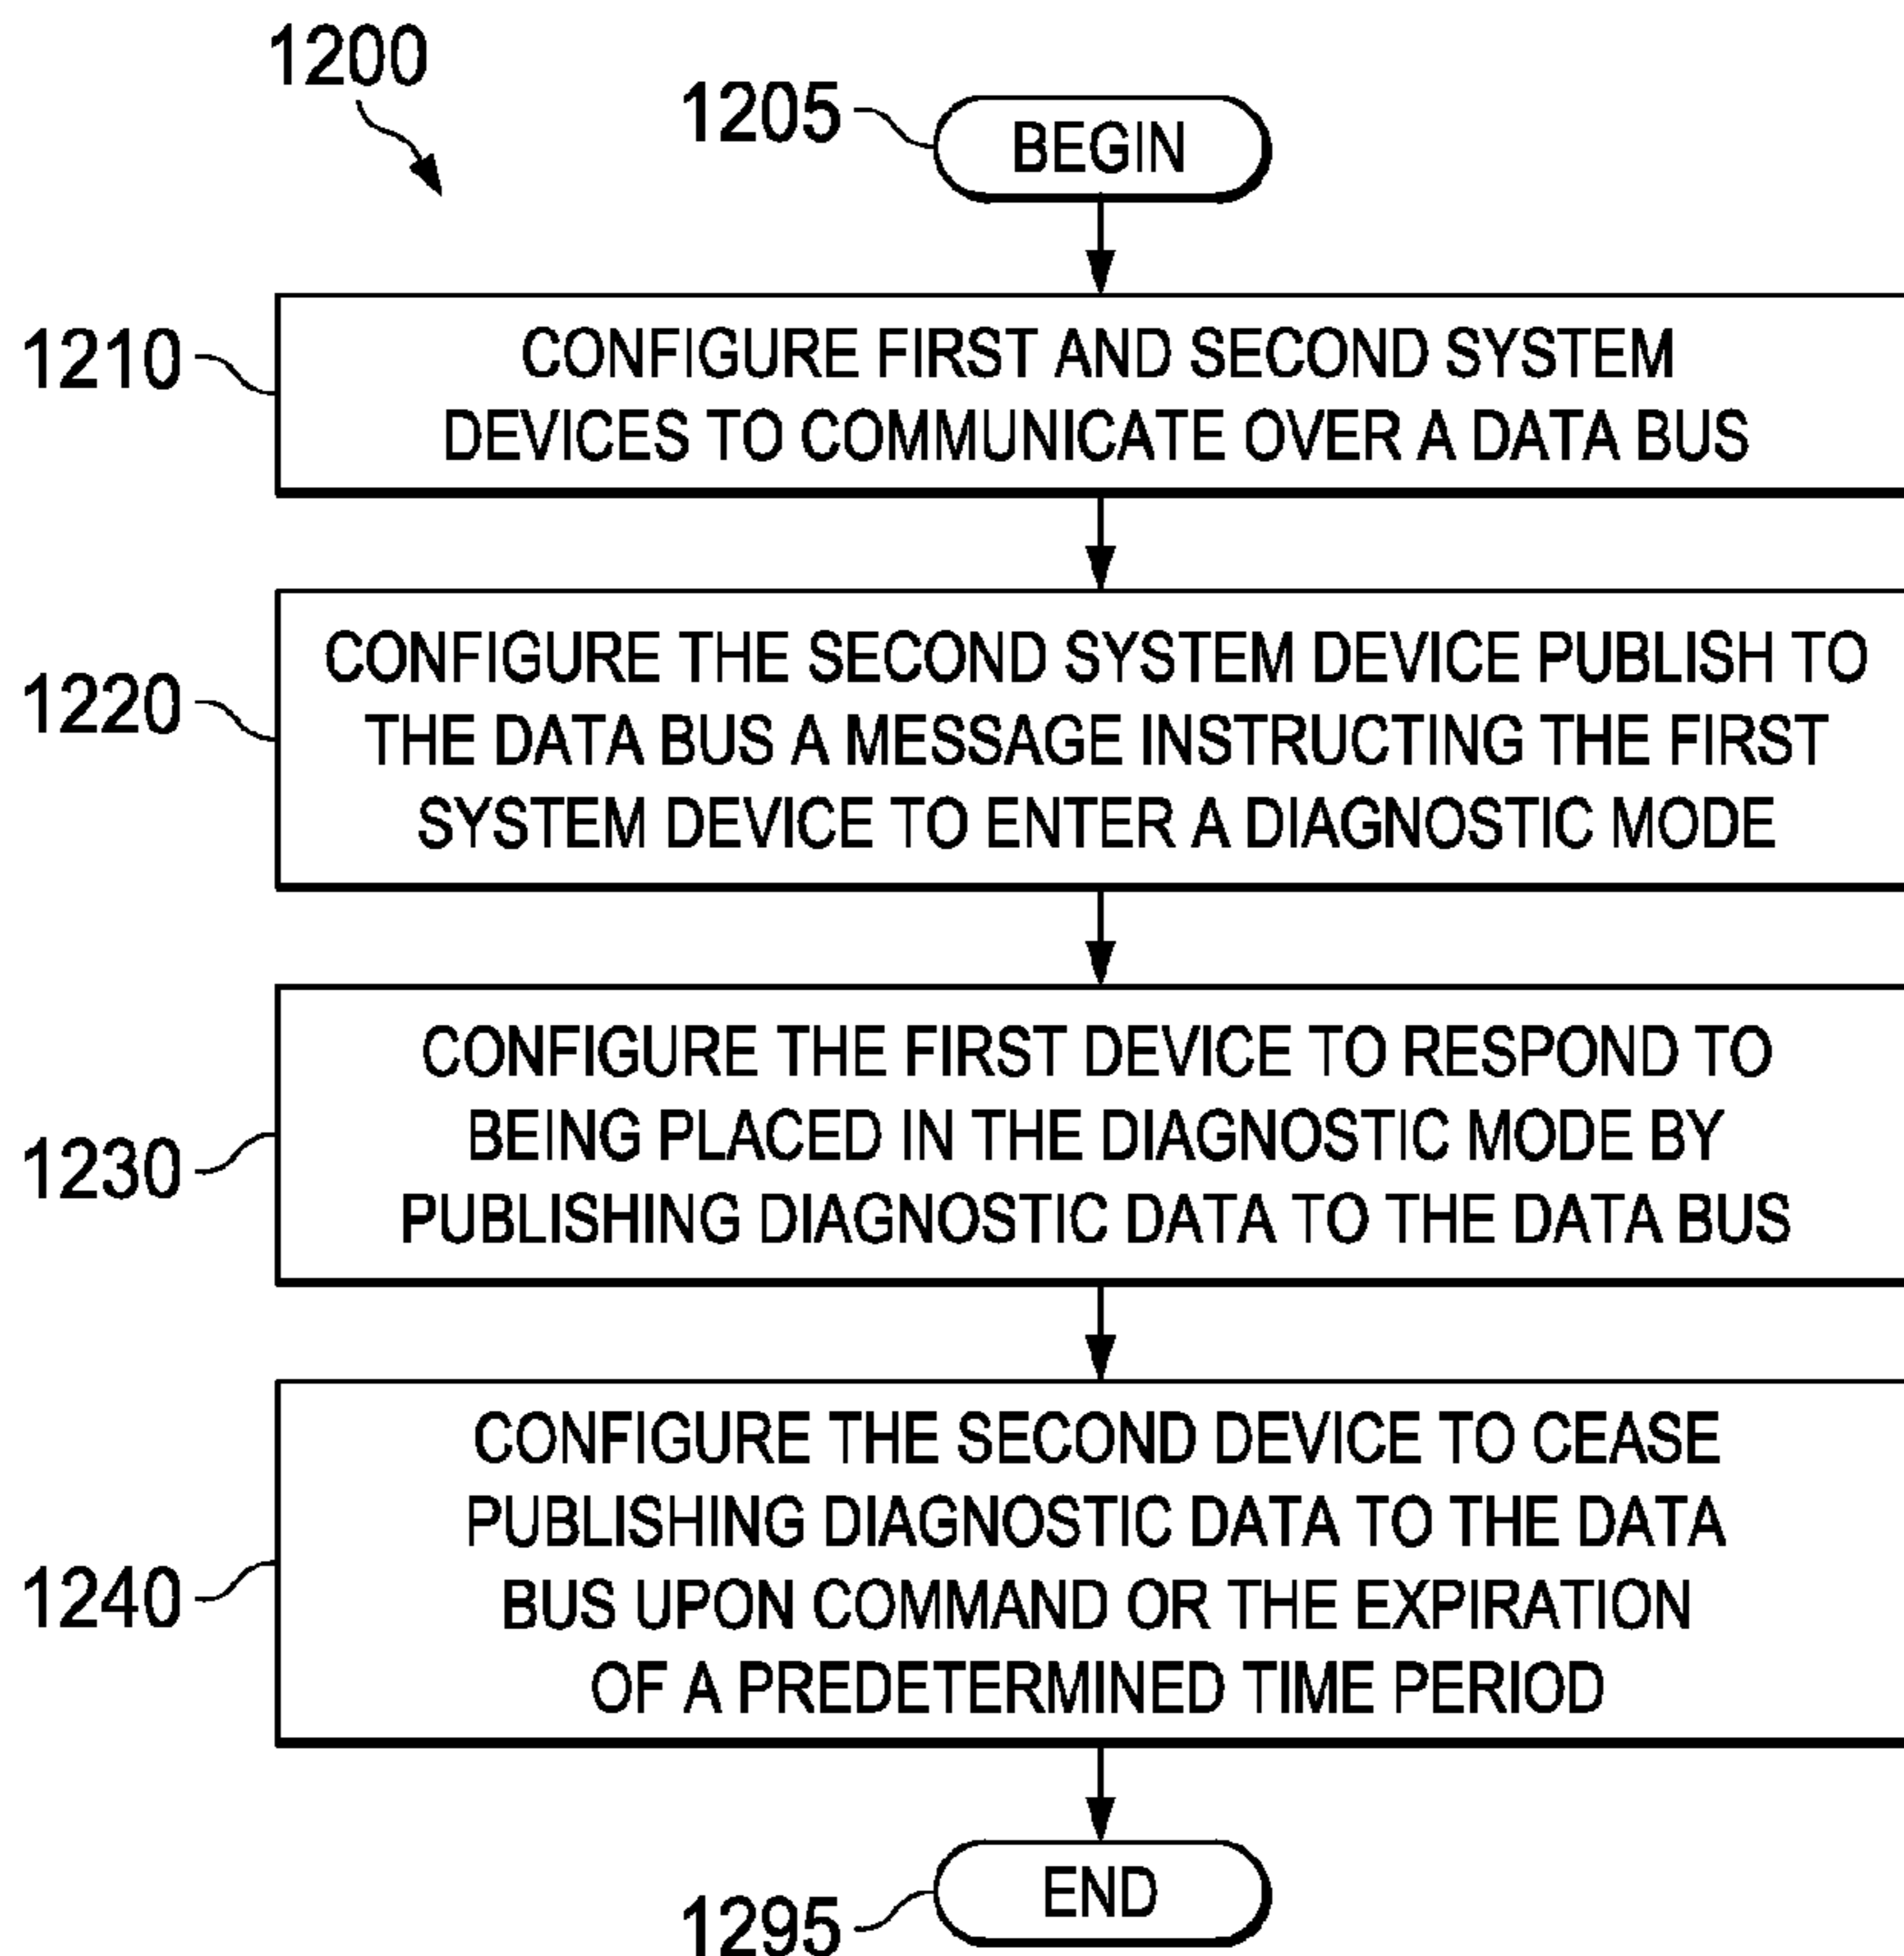 1200
1205
BEGIN
1210
CONFIGURE FIRST AND SECOND SYSTEM
DEVICES TO COMMUNICATE OVER A DATA BUS
1220
CONFIGURE THE SECOND SYSTEM DEVICE PUBLISH TO
THE DATA BUS A MESSAGE INSTRUCTING THE FIRST
SYSTEM DEVICE TO ENTER A DIAGNOSTIC MODE
1230
CONFIGURE THE FIRST DEVICE TO RESPOND TO
BEING PLACED IN THE DIAGNOSTIC MODE BY
PUBLISHING DIAGNOSTIC DATA TO THE DATA BUS
1240
CONFIGURE THE SECOND DEVICE TO CEASE
PUBLISHING DIAGNOSTIC DATA TO THE DATA
BUS UPON COMMAND OR THE EXPIRATION
OF A PREDETERMINED TIME PERIOD
1295
END